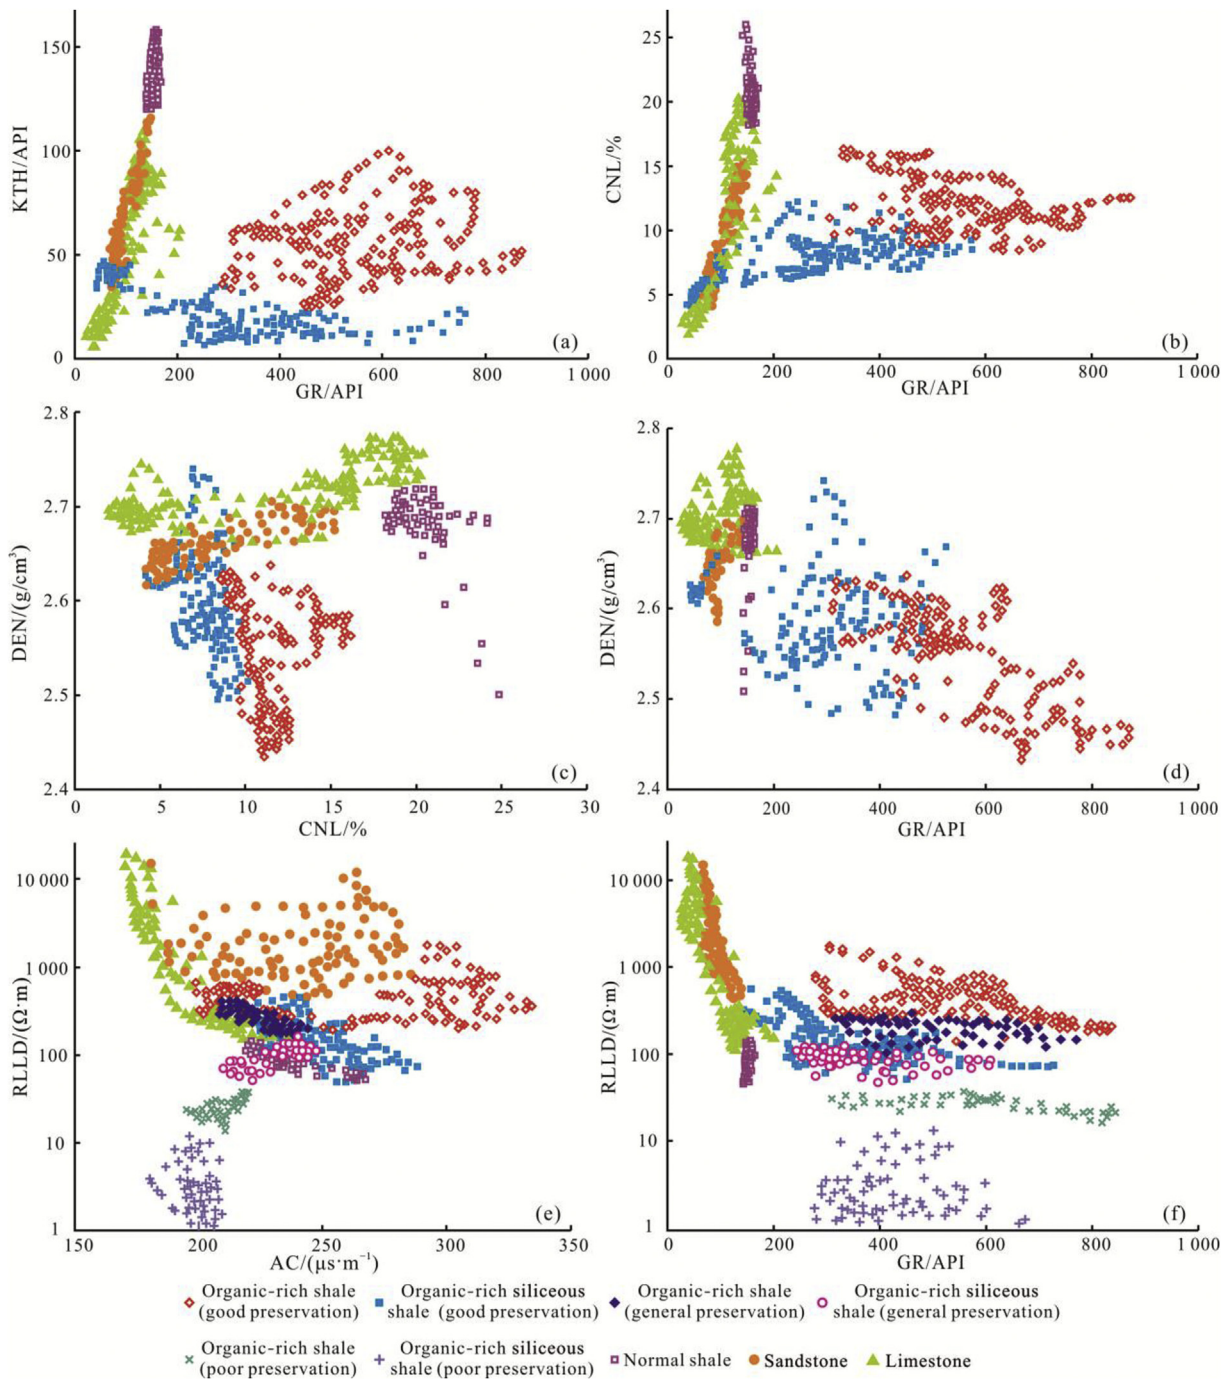 150
100
50
0
KTH/API
0
200
400
600
800
1 000
GR/API
(a)
25
20
15
10
5
0
CNL/%
0
200
400
600
800
1 000
GR/API
(b)
2.8
2.7
2.6
2.5
2.4
DEN/(g/cm³)
0
5
10
15
20
25
30
CNL/%
(c)
2.8
2.7
2.6
2.5
2.4
DEN/(g/cm³)
0
200
400
600
800
1 000
GR/API
(d)
10 000
1 000
100
10
1
RLLD/(Ω·m)
150
200
250
300
350
AC/(μs·m⁻¹)
(e)
10 000
1 000
100
10
1
RLLD/(Ω·m)
0
200
400
600
800
1 000
GR/API
(f)
Organic-rich shale
(good preservation)
Organic-rich siliceous
shale (good preservation)
Organic-rich shale
(general preservation)
Organic-rich siliceous
shale (general preservation)
Organic-rich shale
(poor preservation)
Organic-rich siliceous
shale (poor preservation)
Normal shale
Sandstone
Limestone